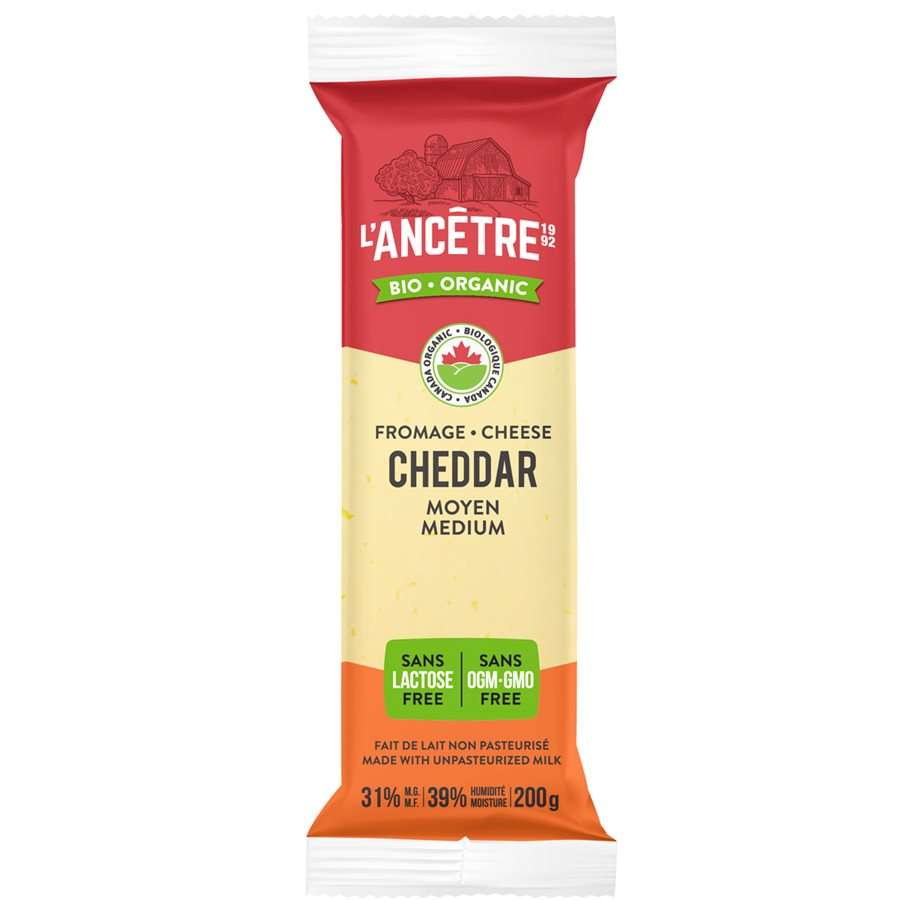 L'ANCÊTRE 19 92
BIO • ORGANIC
CANADA ORGANIC • BIOLOGIQUE CANADA •
FROMAGE • CHEESE
CHEDDAR
MOYEN
MEDIUM
SANS
LACTOSE
FREE
SANS
OGM-GMO
FREE
FAIT DE LAIT NON PASTEURISÉ
MADE WITH UNPASTEURIZED MILK
31% M.G. M.F. | 39% HUMIDITÉ MOISTURE | 200g